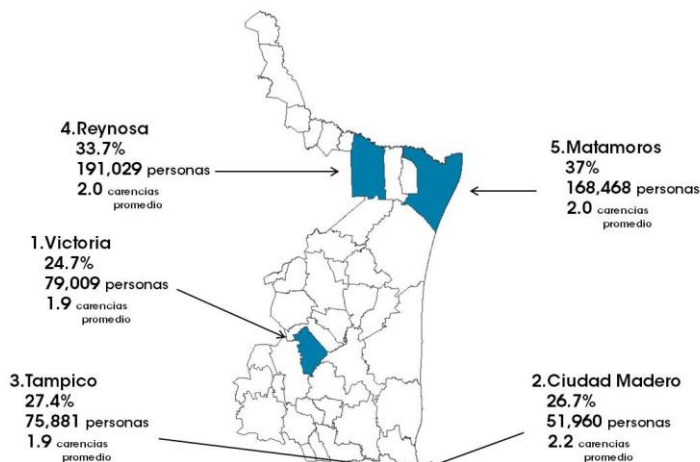 4.Reynosa
33.7%
191,029 personas
2.0 carencias
promedio
5.Matamoros
37%
168,468 personas
2.0 carencias
promedio
1.Victoria
24.7%
79,009 personas
1.9 carencias
promedio
3.Tampico
27.4%
75,881 personas
1.9 carencias
promedio
2.Ciudad Madero
26.7%
51,960 personas
2.2 carencias
promedio